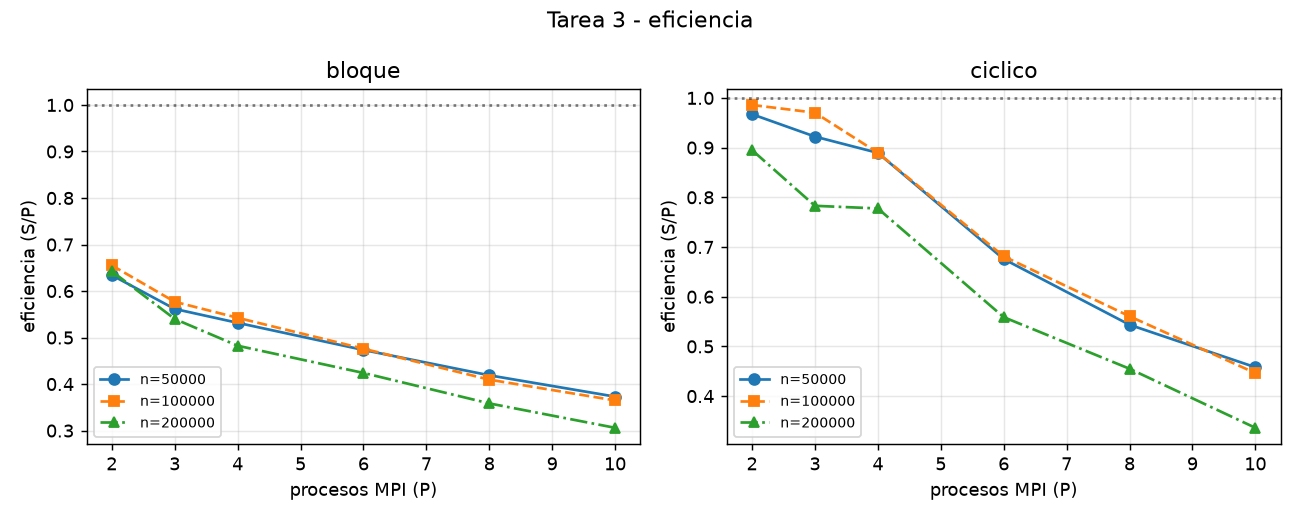 Tarea 3 - eficiencia
bloque
eficiencia (S/P)
1.0
0.9
0.8
0.7
0.6
0.5
0.4
0.3
n=50000
n=100000
n=200000
2 3 4 5 6 7 8 9 10
procesos MPI (P)
ciclico
eficiencia (S/P)
1.0
0.9
0.8
0.7
0.6
0.5
0.4
n=50000
n=100000
n=200000
2 3 4 5 6 7 8 9 10
procesos MPI (P)